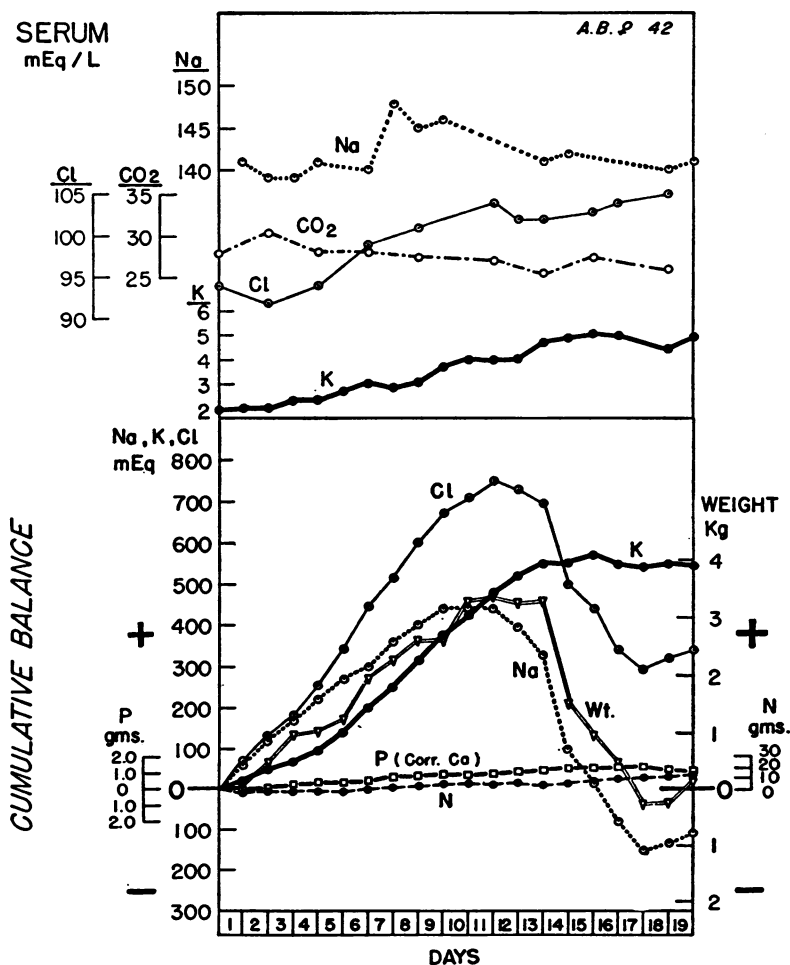 SERUM
mEq/L
A.B.♀ 42
Na
150
145
140
Cl
105
100
95
90
CO2
35
30
25
K
6
5
4
3
2
Na
CO2
Cl
K
CUMULATIVE BALANCE
+
−
Na, K, Cl
mEq
800
700
600
500
400
300
200
100
0
100
200
300
P
gms.
2.0
1.0
0
1.0
2.0
WEIGHT
Kg
4
3
2
1
0
1
2
+
−
N
gms.
30
20
10
0
Cl
K
Na
Wt.
P (Corr. Ca)
N
1 2 3 4 5 6 7 8 9 10 11 12 13 14 15 16 17 18 19
DAYS